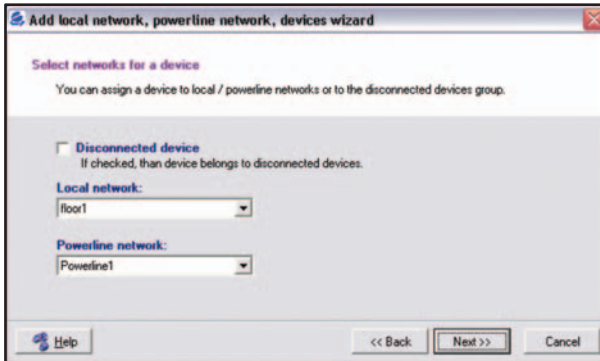 Add local network, powerline network, devices wizard
Select networks for a device
You can assign a device to local / powerline networks or to the disconnected devices group.
Disconnected device
If checked, than device belongs to disconnected devices.
Local network:
floor1
Powerline network:
Powerline1
Help
<< Back
Next >>
Cancel